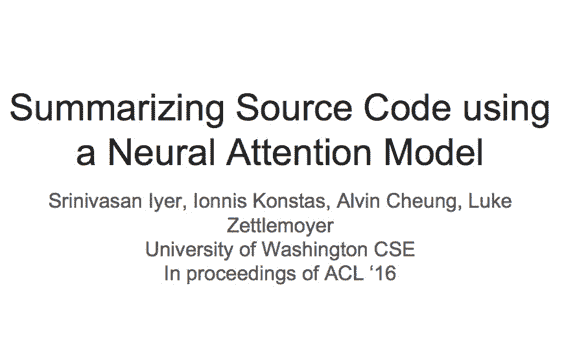 Summarizing Source Code using
a Neural Attention Model
Srinivasan Iyer, Ionnis Konstas, Alvin Cheung, Luke
Zettlemoyer
University of Washington CSE
In proceedings of ACL ‘16